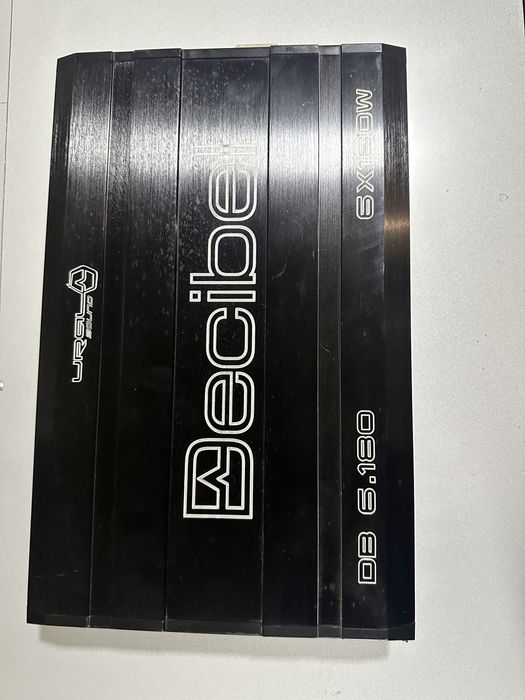 URAL
sound
Decibel
DB 6.180
6X180W